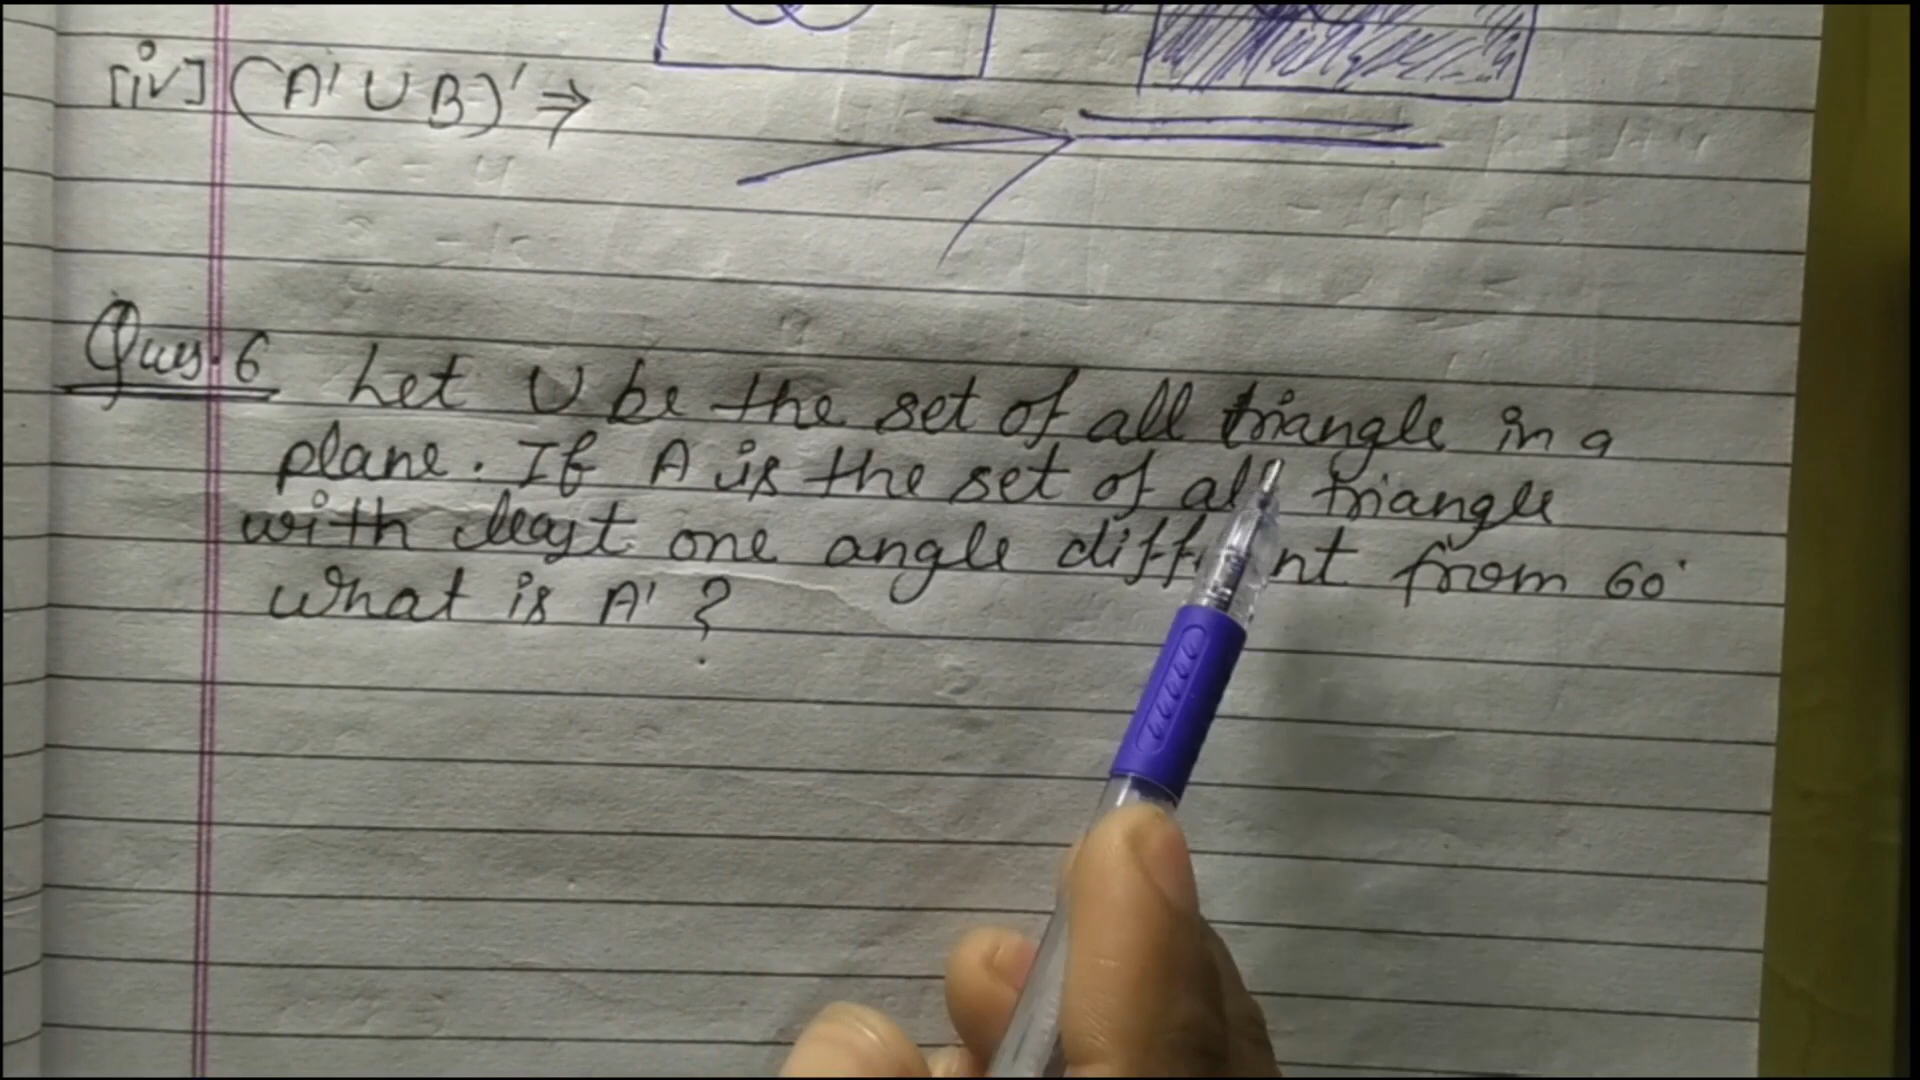 [iv] (A' ∪ B)' ⇒
Ques. 6 Let U be the set of all triangle in a
plane. If A is the set of all triangle
with least one angle different from 60°
What is A' ?